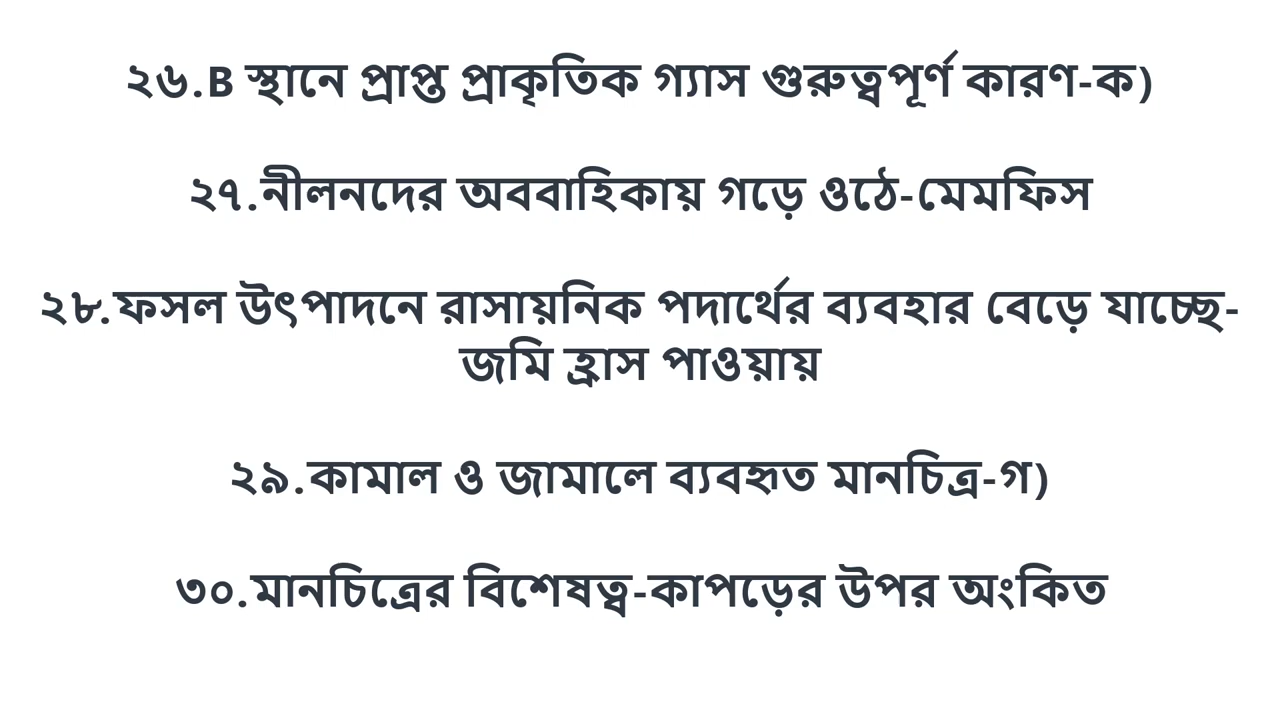 ২৬.B স্থানে প্রাপ্ত প্রাকৃতিক গ্যাস গুরুত্বপূর্ণ কারণ-ক)
২৭.নীলনদের অববাহিকায় গড়ে ওঠে-মেমফিস
২৮.ফসল উৎপাদনে রাসায়নিক পদার্থের ব্যবহার বেড়ে যাচ্ছে-
জমি হ্রাস পাওয়ায়
২৯.কামাল ও জামালে ব্যবহৃত মানচিত্র-গ)
৩০.মানচিত্রের বিশেষত্ব-কাপড়ের উপর অংকিত